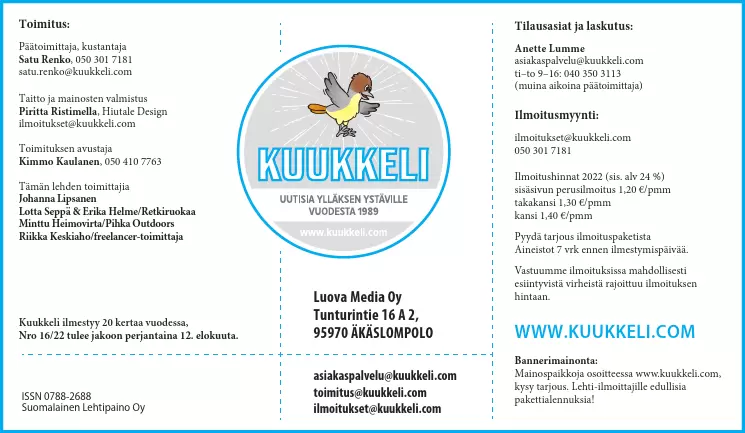 Toimitus:
Päätoimittaja, kustantaja
Satu Renko, 050 301 7181
satu.renko@kuukkeli.com
Taitto ja mainosten valmistus
Piritta Ristimella, Hiutale Design
ilmoitukset@kuukkeli.com
Toimituksen avustaja
Kimmo Kaulanen, 050 410 7763
Tämän lehden toimittajia
Johanna Lipsanen
Lotta Seppä & Erika Helme/Retkiruokaa
Minttu Heimovirta/Pihka Outdoors
Riikka Keskiaho/freelancer-toimittaja
Kuukkeli ilmestyy 20 kertaa vuodessa,
Nro 16/22 tulee jakoon perjantaina 12. elokuuta.
ISSN 0788-2688
Suomalainen Lehtipaino Oy
KUUKKELI
UUTISIA YLLÄKSEN YSTÄVILLE
VUODESTA 1989
www.kuukkeli.com
Luova Media Oy
Tunturintie 16 A 2,
95970 ÄKÄSLOMPOLO
asiakaspalvelu@kuukkeli.com
toimitus@kuukkeli.com
ilmoitukset@kuukkeli.com
Tilausasiat ja laskutus:
Anette Lumme
asiakaspalvelu@kuukkeli.com
ti–to 9–16: 040 350 3113
(muina aikoina päätoimittaja)
Ilmoitusmyynti:
ilmoitukset@kuukkeli.com
050 301 7181
Ilmoitushinnat 2022 (sis. alv 24 %)
sisäsivun perusilmoitus 1,20 €/pmm
takakansi 1,30 €/pmm
kansi 1,40 €/pmm
Pyydä tarjous ilmoituspaketista
Aineistot 7 vrk ennen ilmestymispäivää.
Vastuumme ilmoituksissa mahdollisesti
esiintyvistä virheistä rajoittuu ilmoituksen
hintaan.
WWW.KUUKKELI.COM
Bannerimainonta:
Mainospaikkoja osoitteessa www.kuukkeli.com,
kysy tarjous. Lehti-ilmoittajille edullisia
pakettialennuksia!